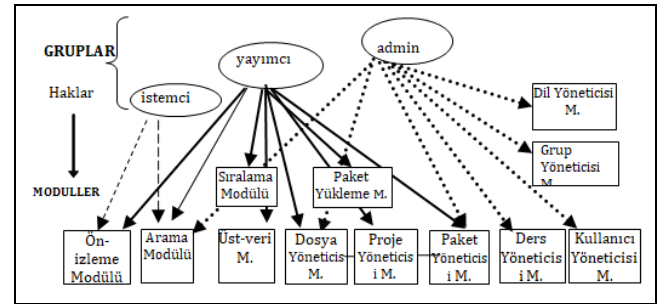 GRUPLAR
Haklar
MODULLER
istemci
yayımcı
admin
Dil Yöneticisi
M.
Grup
Yöneticisi
M
Sıralama
Modülü
Paket
Yükleme M.
Ön-
izleme
Modülü
Arama
Modülü
Üst-veri
M.
Dosya
Yöneticis
M.
Proje
Yöneticis
i M.
Paket
Yöneticis
i M.
Ders
Yöneticis
i M.
Kullanıcı
Yöneticisi
M.